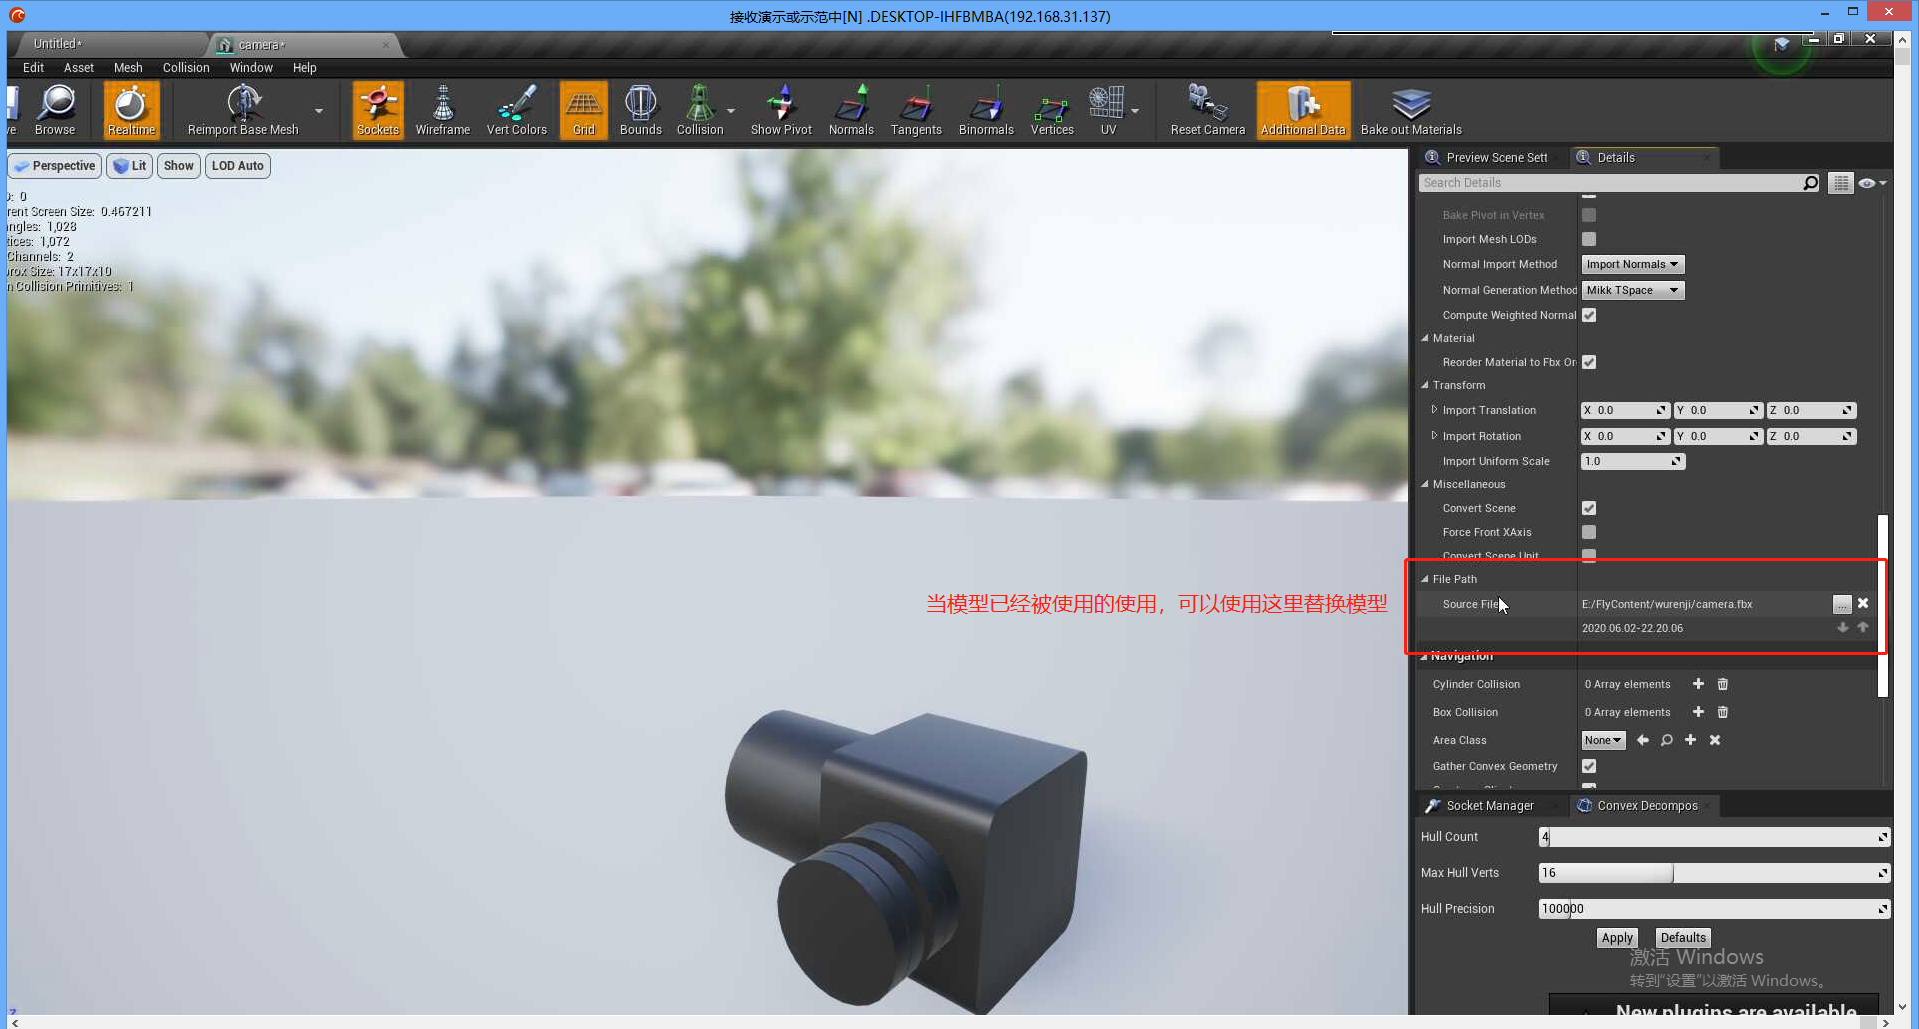 接收演示或示范中[N] .DESKTOP-IHFBMBA(192.168.31.137)
Untitled*
camera*
Edit Asset Mesh Collision Window Help
ve Browse Realtime Reimport Base Mesh Sockets Wireframe Vert Colors Grid Bounds Collision Show Pivot Normals Tangents Binormals Vertices UV Reset Camera Additional Data Bake out Materials
Perspective Lit Show LOD Auto
: 0
rent Screen Size: 0.467211
ngles: 1,028
tices: 1,072
Channels: 2
rox Size: 17x17x10
n Collision Primitives: 1
当模型已经被使用的使用，可以使用这里替换模型
Preview Scene Sett Details
Search Details
Bake Pivot in Vertex
Import Mesh LODs
Normal Import Method Import Normals
Normal Generation Method Mikk TSpace
Compute Weighted Normal
Material
Reorder Material to Fbx Or
Transform
Import Translation X 0.0 Y 0.0 Z 0.0
Import Rotation X 0.0 Y 0.0 Z 0.0
Import Uniform Scale 1.0
Miscellaneous
Convert Scene
Force Front XAxis
Convert Scene Unit
File Path
Source File E:/FlyContent/wurenji/camera.fbx ...
2020.06.02-22.20.06
Navigation
Cylinder Collision 0 Array elements
Box Collision 0 Array elements
Area Class None
Gather Convex Geometry
Socket Manager Convex Decompos
Hull Count 4
Max Hull Verts 16
Hull Precision 100000
Apply Defaults
激活 Windows
转到"设置"以激活 Windows。
New plugins are available